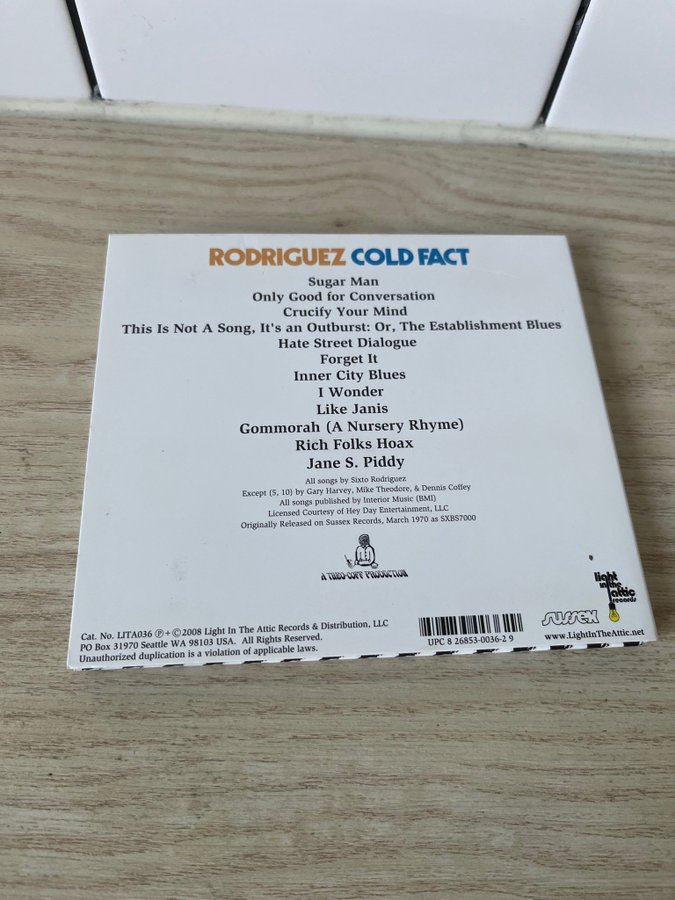 RODRIGUEZ COLD FACT
Sugar Man
Only Good for Conversation
Crucify Your Mind
This Is Not A Song, It's an Outburst: Or, The Establishment Blues
Hate Street Dialogue
Forget It
Inner City Blues
I Wonder
Like Janis
Gommorah (A Nursery Rhyme)
Rich Folks Hoax
Jane S. Piddy
All songs by Sixto Rodriguez
Except (5, 10) by Gary Harvey, Mike Theodore, & Dennis Coffey
All songs published by Interior Music (BMI)
Licensed Courtesy of Hey Day Entertainment, LLC
Originally Released on Sussex Records, March 1970 as SXBS7000
A THEO-COFF PRODUCTION
Cat. No. LITA036 ℗+©2008 Light In The Attic Records & Distribution, LLC
PO Box 31970 Seattle WA 98103 USA. All Rights Reserved.
Unauthorized duplication is a violation of applicable laws.
UPC 8 26853-0036-2 9
sussex
light in the attic records
www.LightInTheAttic.net